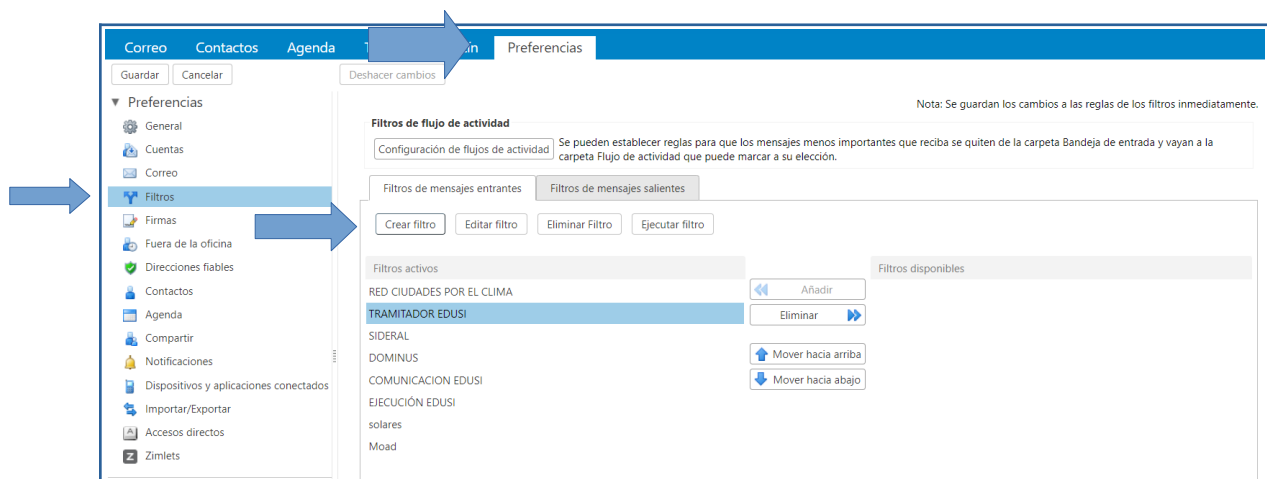 Correo Contactos Agenda T ín Preferencias
Guardar Cancelar Deshacer cambios
Preferencias
General
Cuentas
Correo
Filtros
Firmas
Fuera de la oficina
Direcciones fiables
Contactos
Agenda
Compartir
Notificaciones
Dispositivos y aplicaciones conectados
Importar/Exportar
Accesos directos
Zimlets
Nota: Se guardan los cambios a las reglas de los filtros inmediatamente.
Filtros de flujo de actividad
Configuración de flujos de actividad
Se pueden establecer reglas para que los mensajes menos importantes que reciba se quiten de la carpeta Bandeja de entrada y vayan a la
carpeta Flujo de actividad que puede marcar a su elección.
Filtros de mensajes entrantes Filtros de mensajes salientes
Crear filtro Editar filtro Eliminar Filtro Ejecutar filtro
Filtros activos
RED CIUDADES POR EL CLIMA
TRAMITADOR EDUSI
SIDERAL
DOMINUS
COMUNICACION EDUSI
EJECUCIÓN EDUSI
solares
Moad
Añadir
Eliminar
Mover hacia arriba
Mover hacia abajo
Filtros disponibles